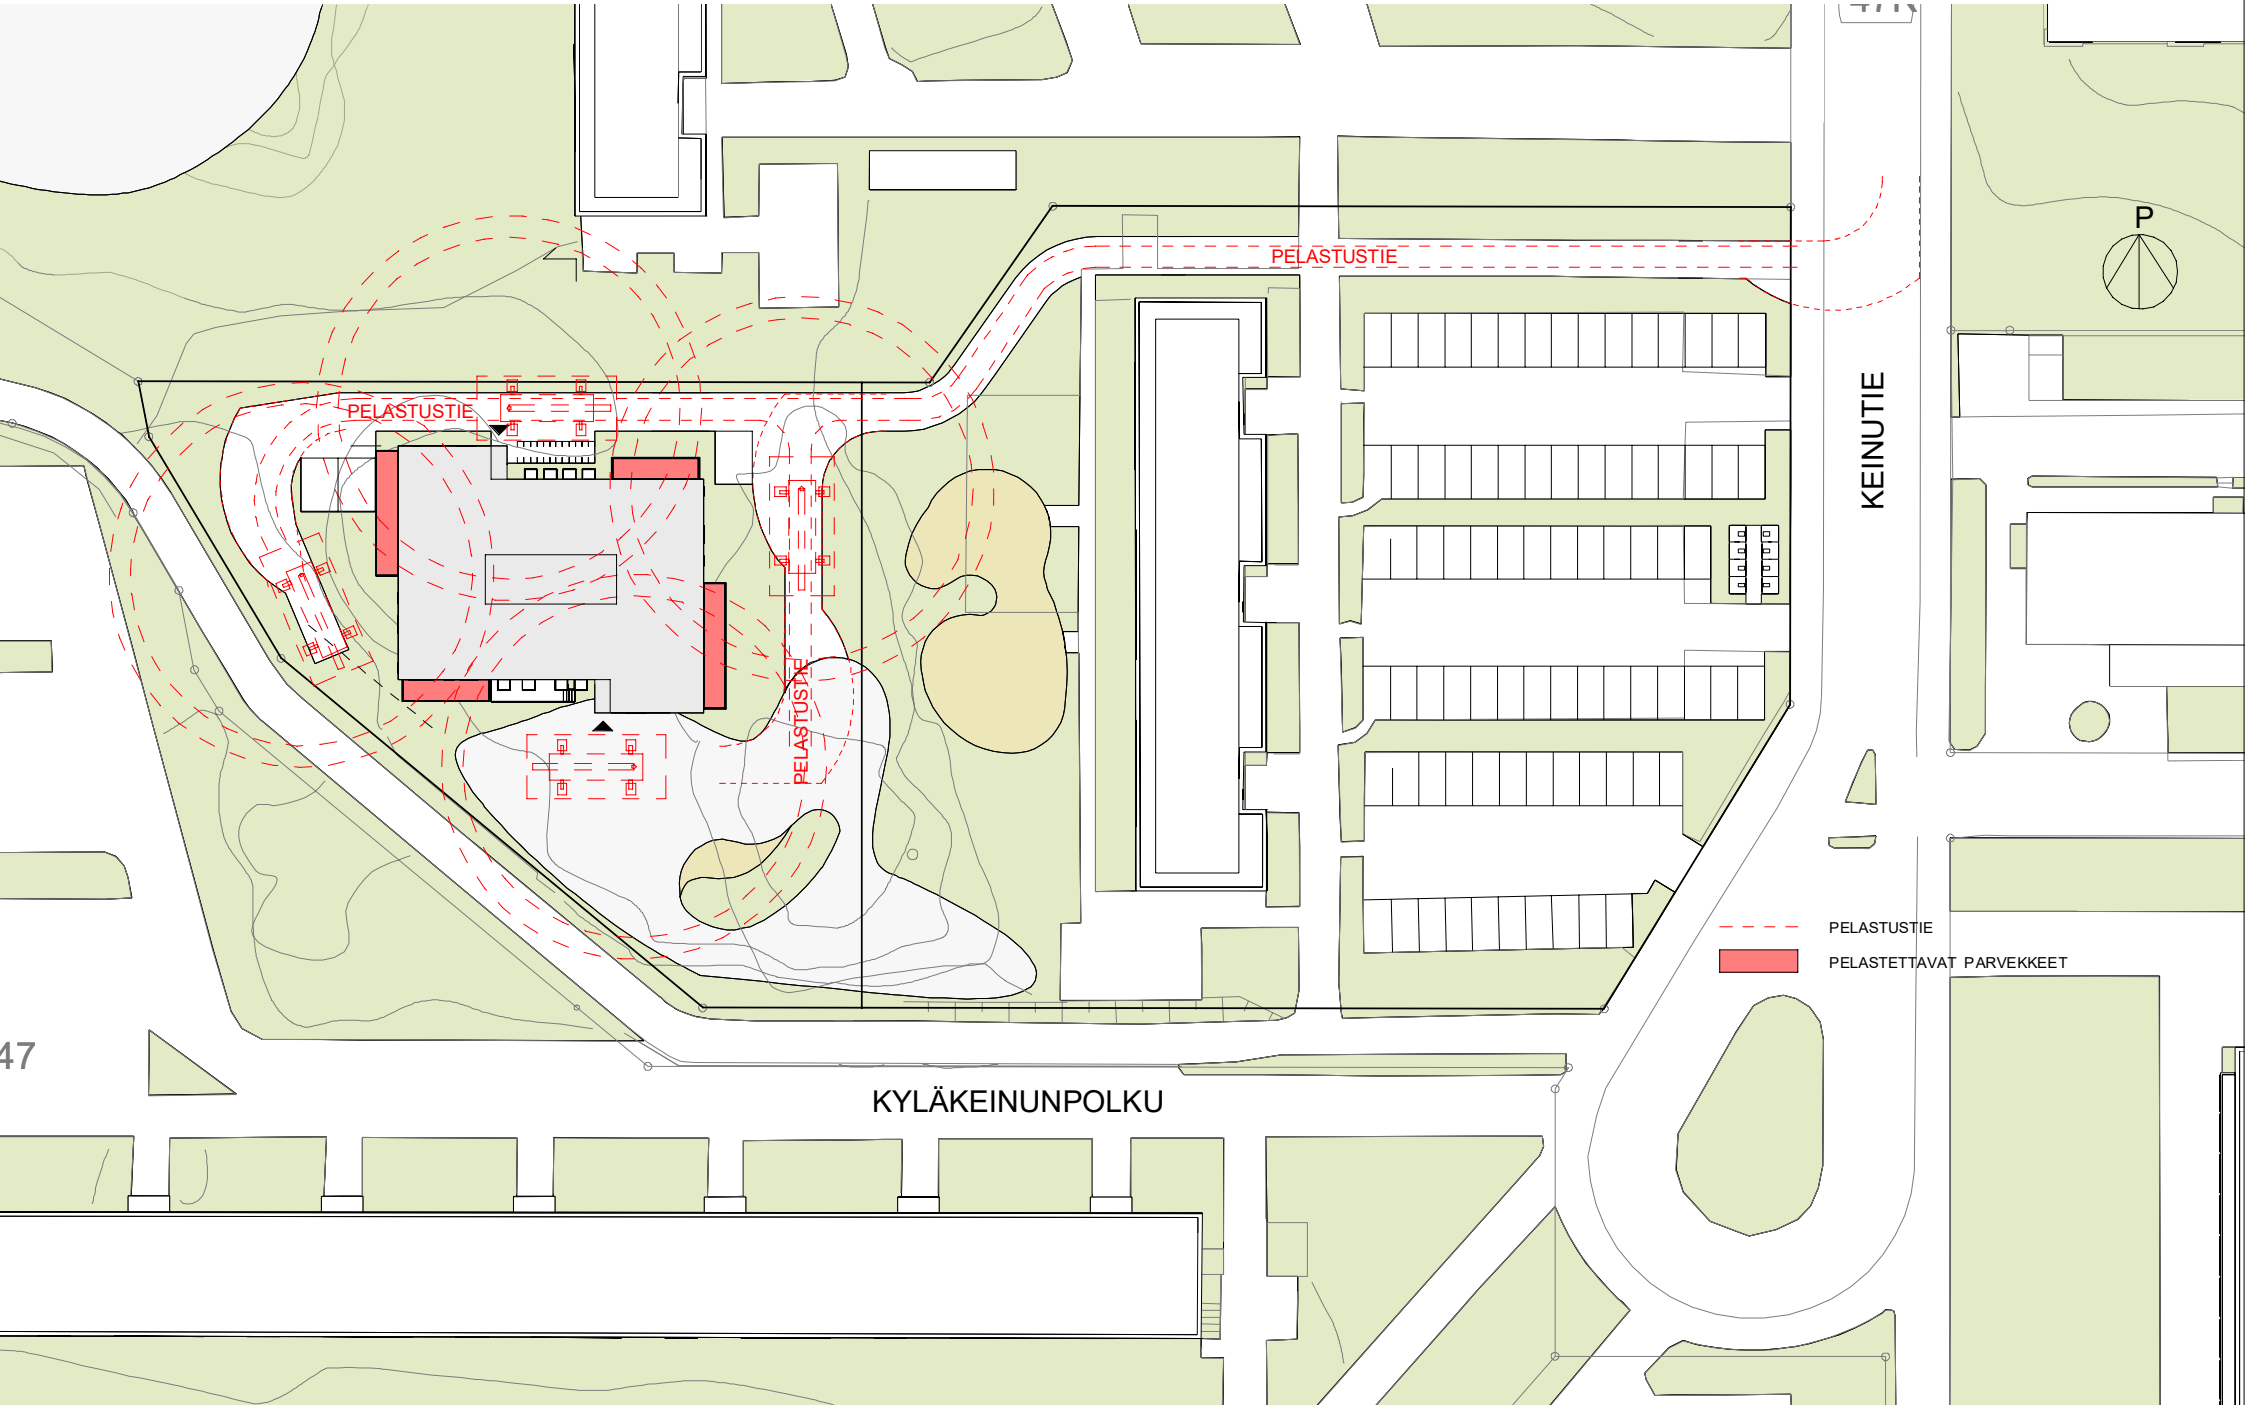 P
PELASTUSTIE
PELASTUSTIE
KEINUTIE
PELASTUSTIE
PELASTUSTIE
PELASTETTAVAT PARVEKKEET
47
KYLÄKEINUNPOLKU